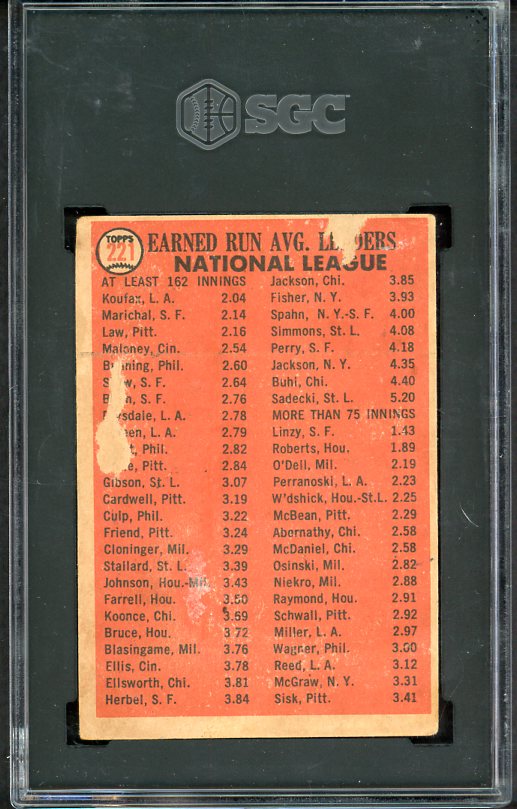 SGC
TOPPS
221
EARNED RUN AVG. LEADERS
NATIONAL LEAGUE
AT LEAST 162 INNINGS
Koufax, L. A. 2.04
Marichal, S. F. 2.14
Law, Pitt. 2.16
Maloney, Cin. 2.54
Bunning, Phil. 2.60
Shaw, S. F. 2.64
S. F. 2.76
Drysdale, L. A. 2.78
L. A. 2.79
Phil. 2.82
Pitt. 2.84
Gibson, St. L. 3.07
Cardwell, Pitt. 3.19
Culp, Phil. 3.22
Friend, Pitt. 3.24
Cloninger, Mil. 3.29
Stallard, St. L. 3.39
Johnson, Hou.-Mil. 3.43
Farrell, Hou. 3.50
Koonce, Chi. 3.69
Bruce, Hou. 3.72
Blasingame, Mil. 3.76
Ellis, Cin. 3.78
Ellsworth, Chi. 3.81
Herbel, S. F. 3.84
Jackson, Chi. 3.85
Fisher, N. Y. 3.93
Spahn, N. Y.-S. F. 4.00
Simmons, St. L. 4.08
Perry, S. F. 4.18
Jackson, N. Y. 4.35
Buhl, Chi. 4.40
Sadecki, St. L. 5.20
MORE THAN 75 INNINGS
Linzy, S. F. 1.43
Roberts, Hou. 1.89
O'Dell, Mil. 2.19
Perranoski, L. A. 2.23
W'dshick, Hou.-St.L. 2.25
McBean, Pitt. 2.29
Abernathy, Chi. 2.58
McDaniel, Chi. 2.58
Osinski, Mil. 2.82
Niekro, Mil. 2.88
Raymond, Hou. 2.91
Schwall, Pitt. 2.92
Miller, L. A. 2.97
Wagner, Phil. 3.00
Reed, L. A. 3.12
McGraw, N. Y. 3.31
Sisk, Pitt. 3.41